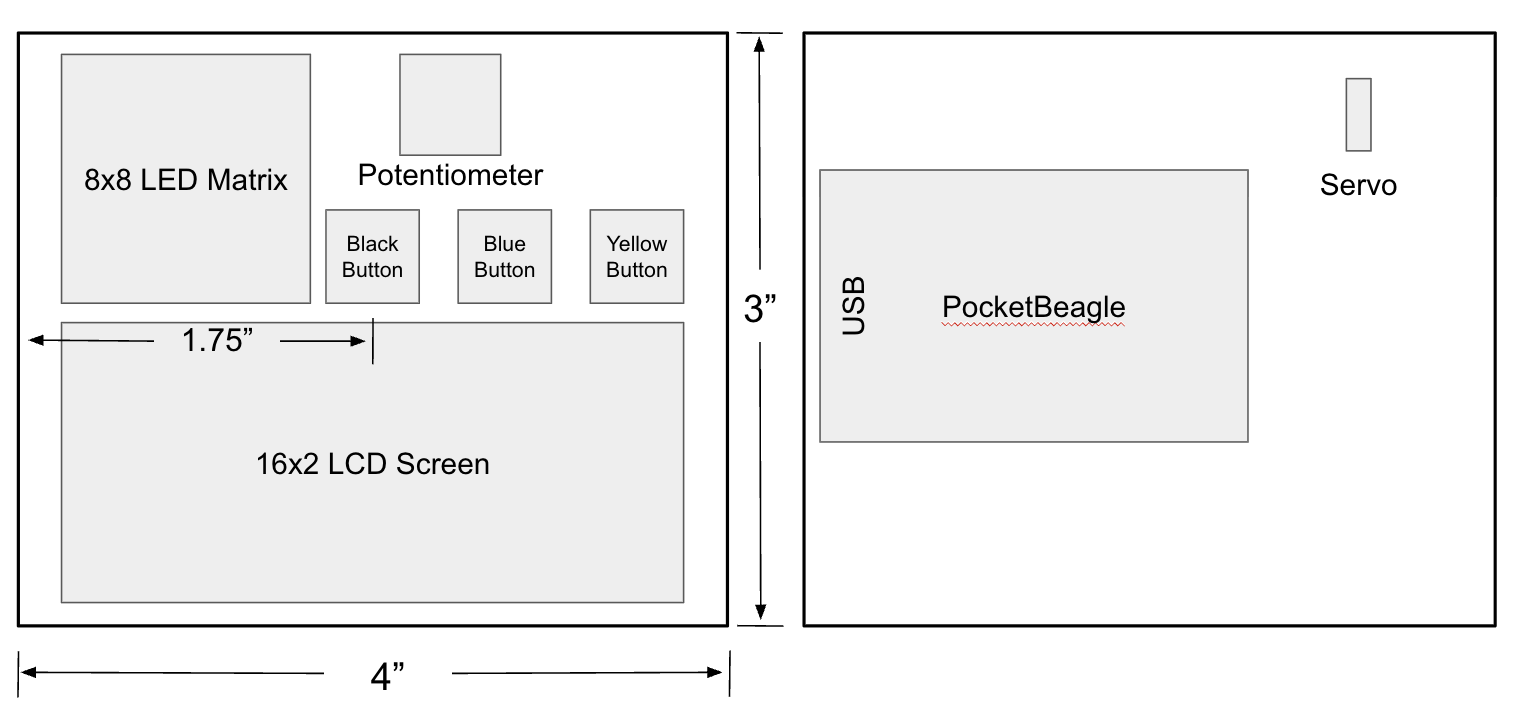 8x8 LED Matrix
Potentiometer
Black
Button
Blue
Button
Yellow
Button
1.75”
16x2 LCD Screen
4”
3”
USB
PocketBeagle
Servo